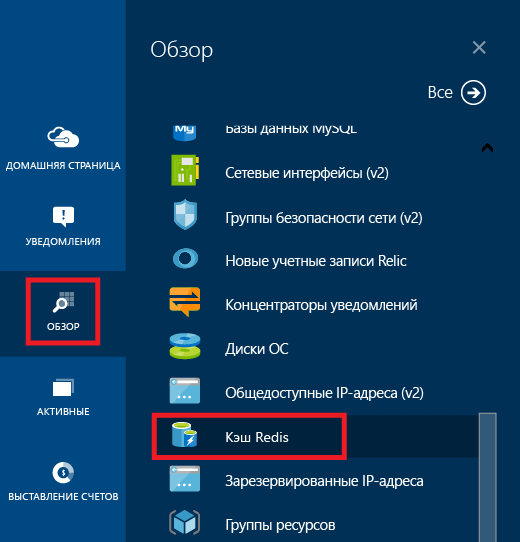 Обзор
Все
ДОМАШНЯЯ СТРАНИЦА
УВЕДОМЛЕНИЯ
ОБЗОР
АКТИВНЫЕ
ВЫСТАВЛЕНИЕ СЧЕТОВ
My
Базы данных MySQL
Сетевые интерфейсы (v2)
Группы безопасности сети (v2)
Новые учетные записи Relic
Концентраторы уведомлений
Диски ОС
Общедоступные IP-адреса (v2)
Кэш Redis
Зарезервированные IP-адреса
Группы ресурсов